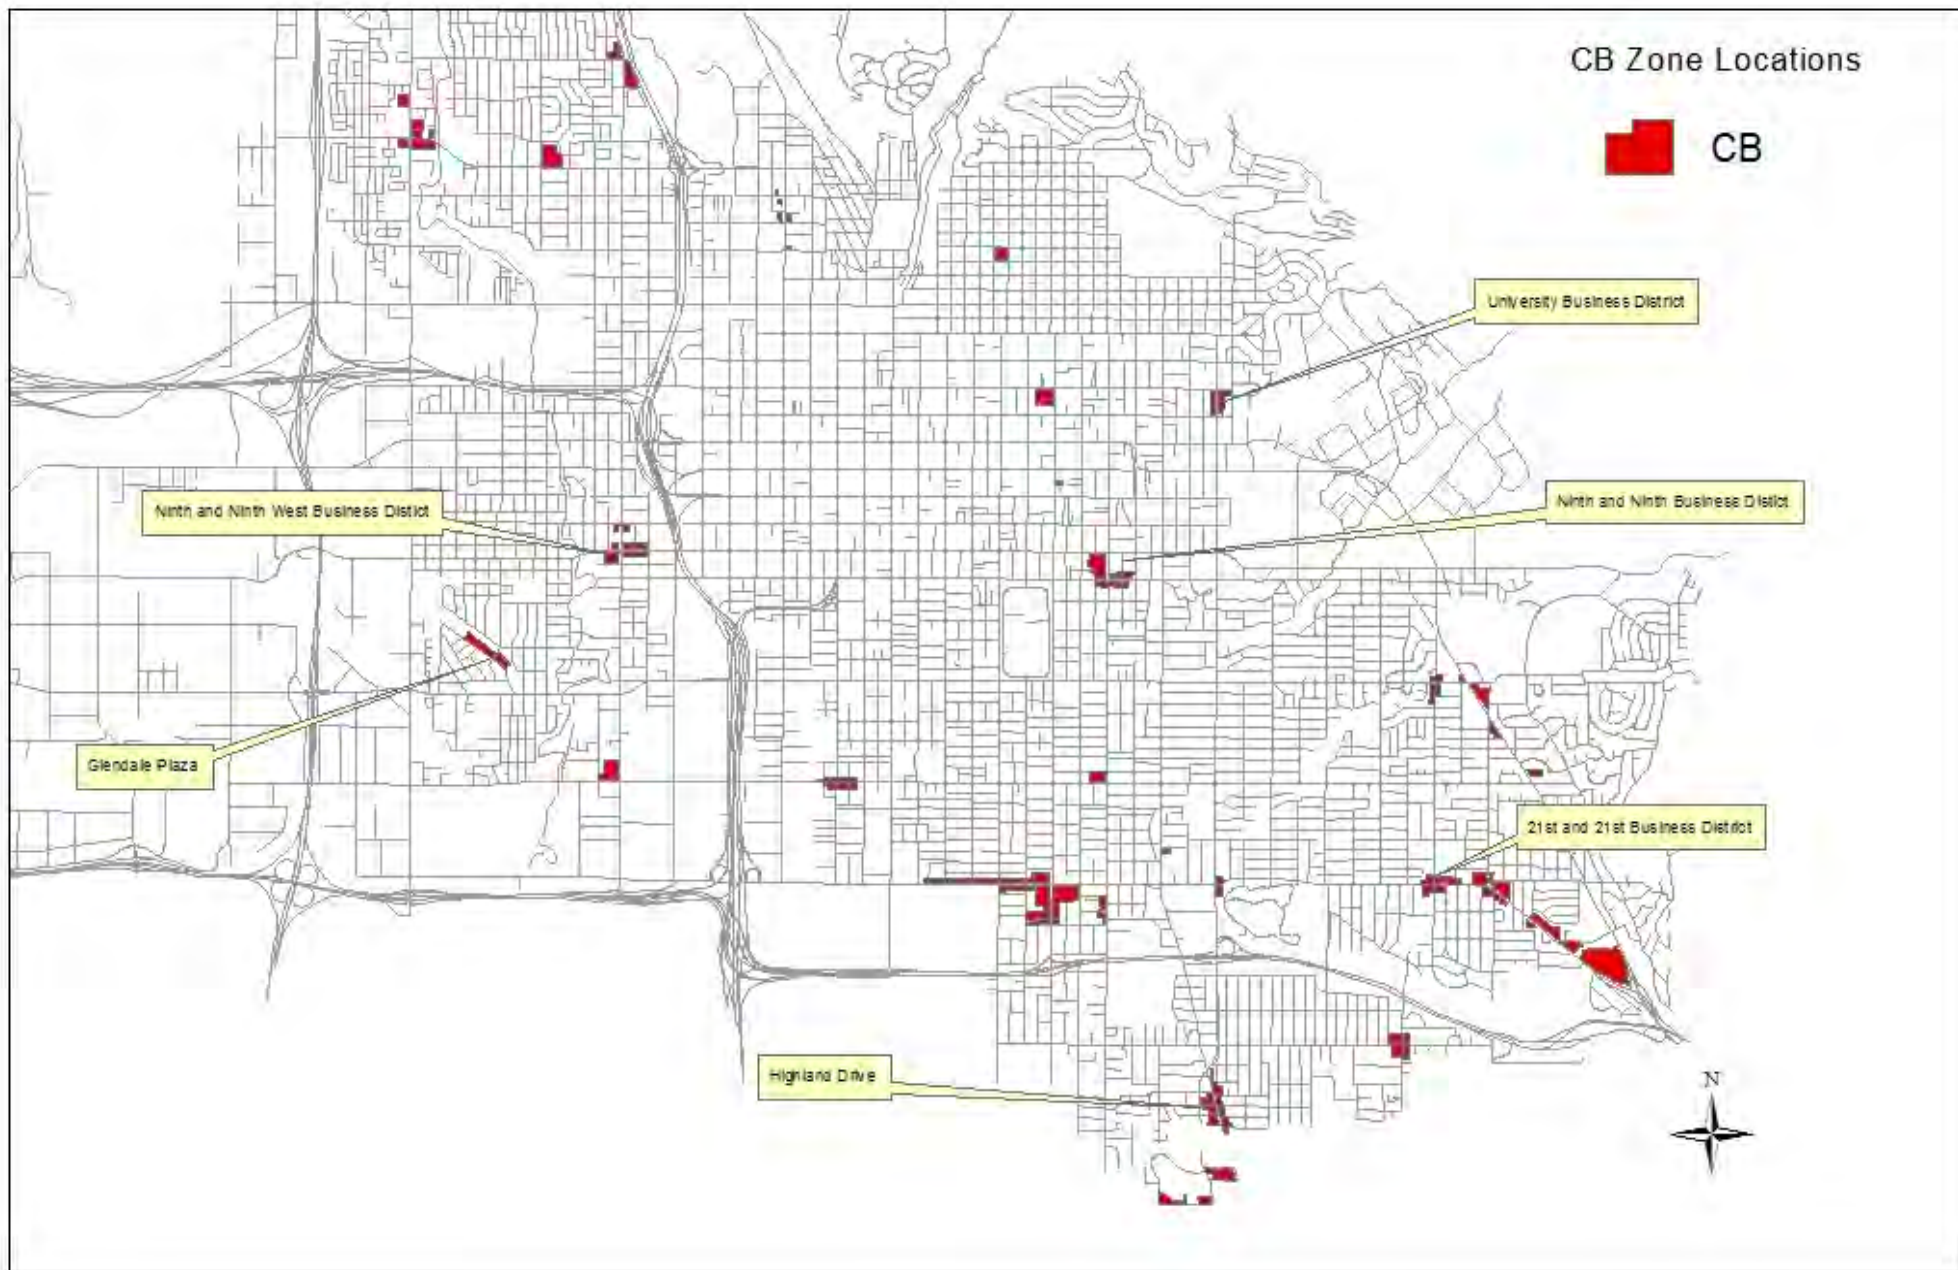 CB Zone Locations
CB
University Business District
Ninth and Ninth West Business Distict
Ninth and Ninth Business Distict
Glendale Plaza
21st and 21st Business District
Highland Drive
N